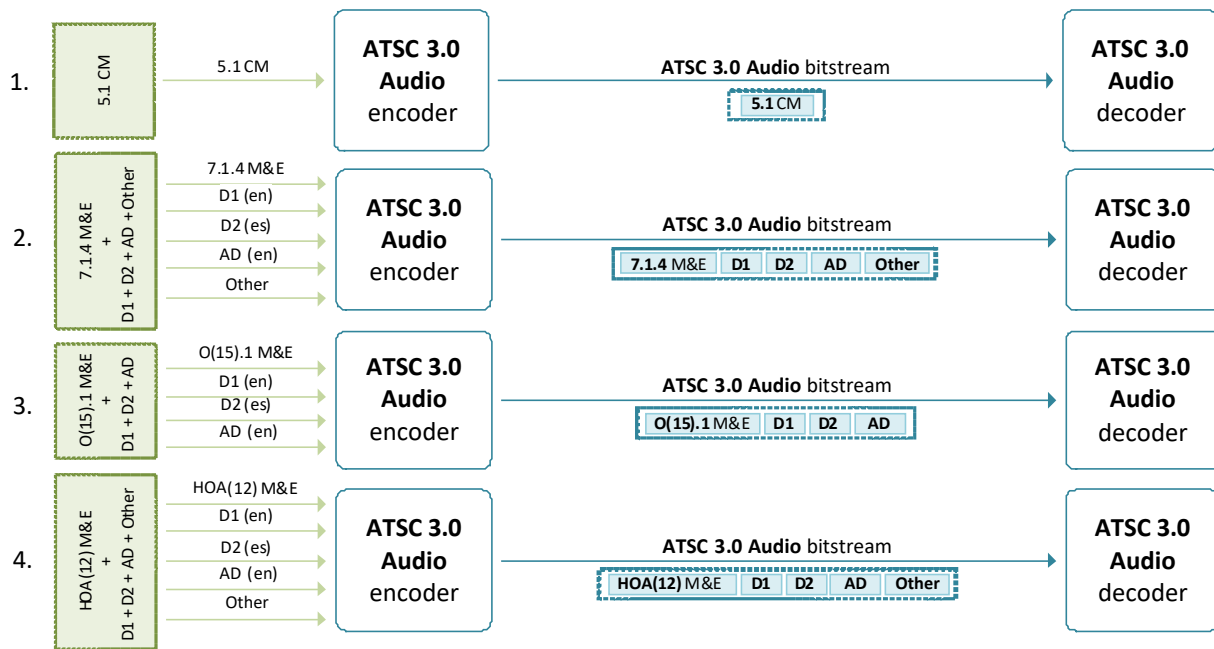 1.
5.1 CM
5.1 CM
ATSC 3.0
Audio
encoder
ATSC 3.0 Audio bitstream
5.1 CM
ATSC 3.0
Audio
decoder
2.
7.1.4 M&E
+
D1 + D2 + AD + Other
7.1.4 M&E
D1 (en)
D2 (es)
AD (en)
Other
ATSC 3.0
Audio
encoder
ATSC 3.0 Audio bitstream
7.1.4 M&E D1 D2 AD Other
ATSC 3.0
Audio
decoder
3.
O(15).1 M&E
+
D1 + D2 + AD
O(15).1 M&E
D1 (en)
D2 (es)
AD (en)
ATSC 3.0
Audio
encoder
ATSC 3.0 Audio bitstream
O(15).1 M&E D1 D2 AD
ATSC 3.0
Audio
decoder
4.
HOA(12) M&E
+
D1 + D2 + AD + Other
HOA(12) M&E
D1 (en)
D2 (es)
AD (en)
Other
ATSC 3.0
Audio
encoder
ATSC 3.0 Audio bitstream
HOA(12) M&E D1 D2 AD Other
ATSC 3.0
Audio
decoder